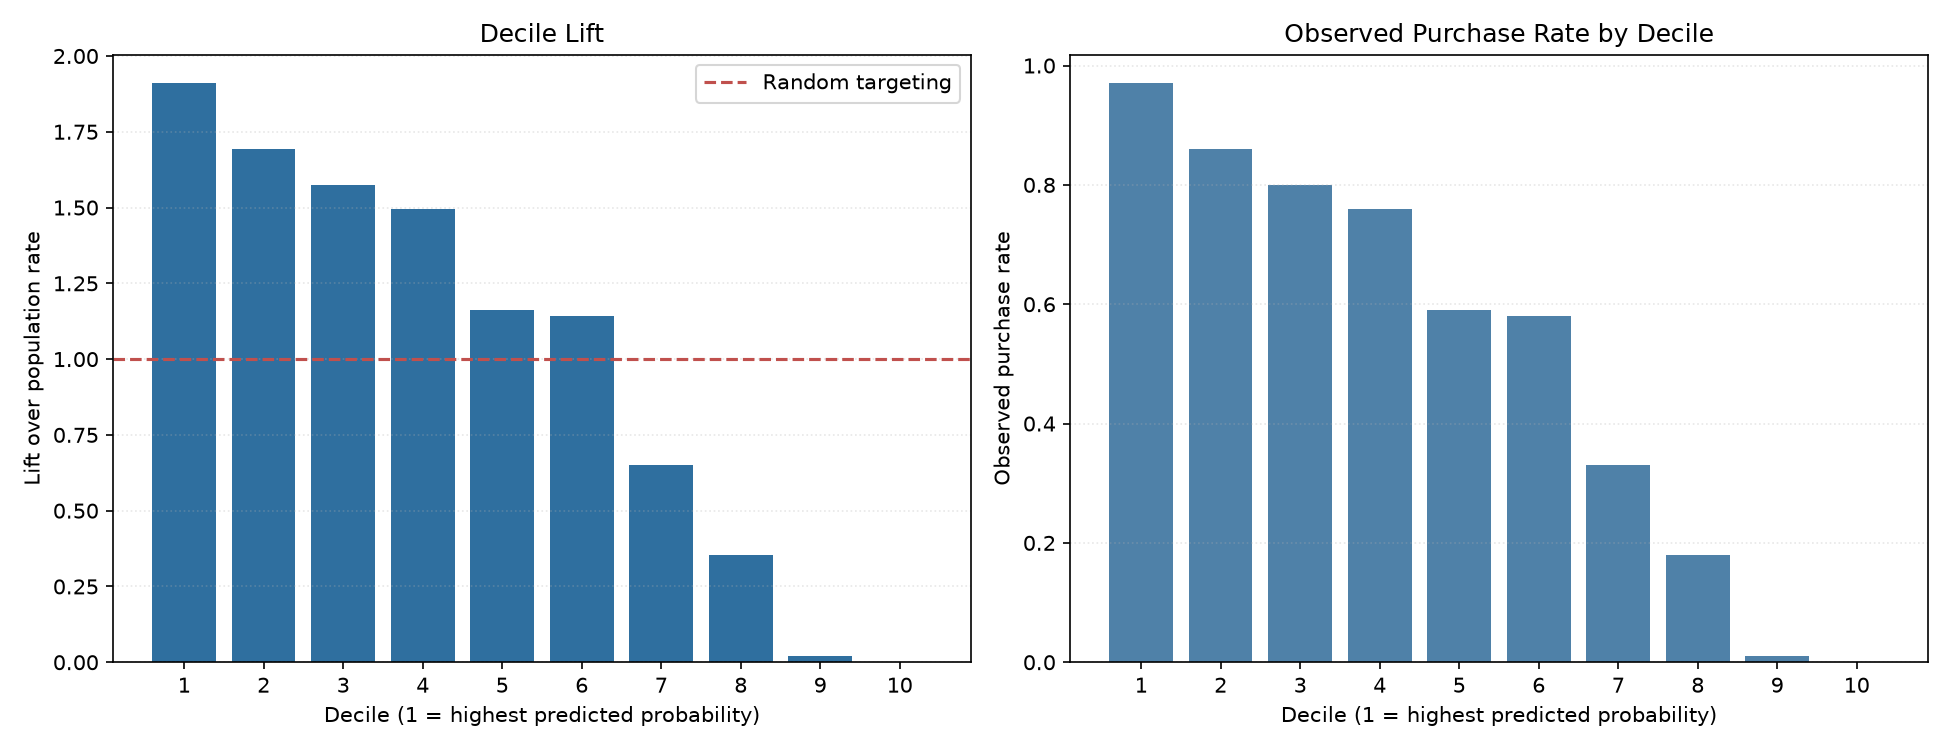 Decile Lift
Lift over population rate
2.00
1.75
1.50
1.25
1.00
0.75
0.50
0.25
0.00
Random targeting
1 2 3 4 5 6 7 8 9 10
Decile (1 = highest predicted probability)
Observed Purchase Rate by Decile
Observed purchase rate
1.0
0.8
0.6
0.4
0.2
0.0
1 2 3 4 5 6 7 8 9 10
Decile (1 = highest predicted probability)